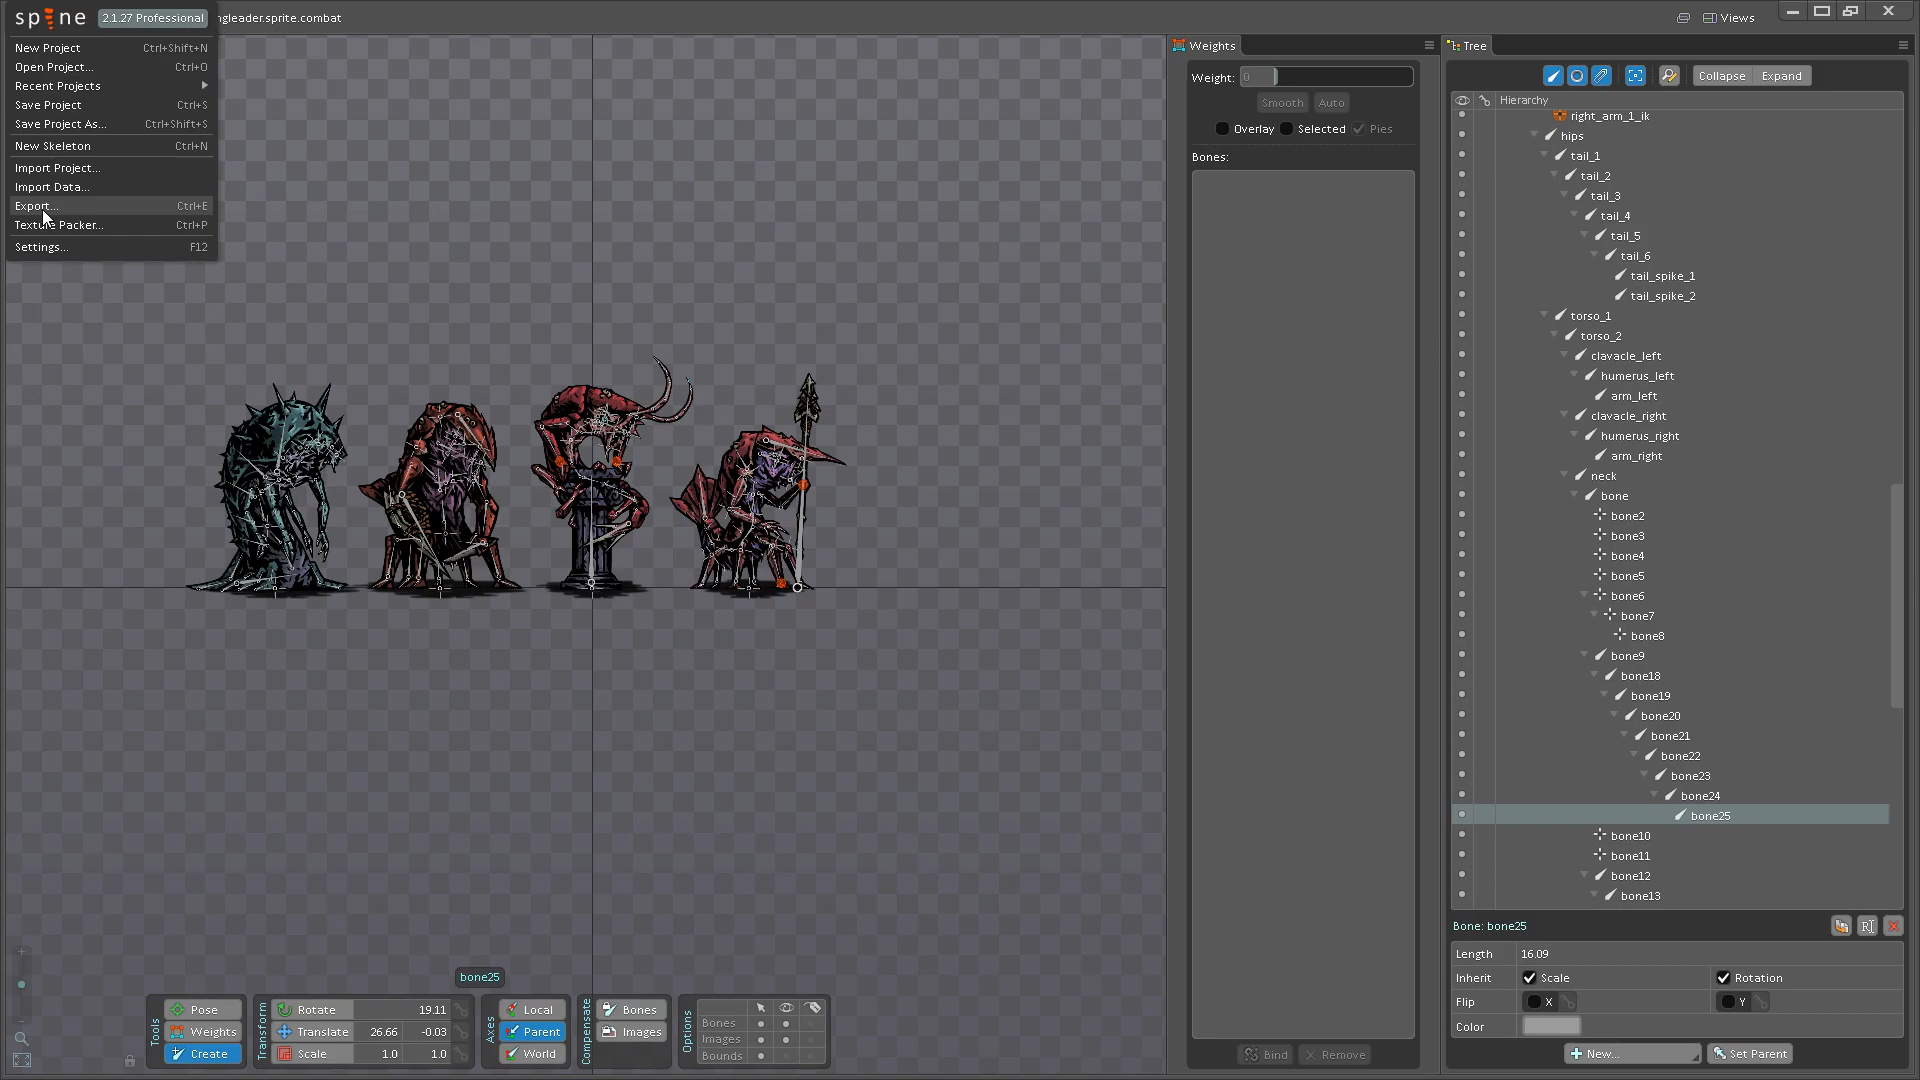 spine 2.1.27 Professional ngleader.sprite.combat
Views
New Project Ctrl+Shift+N
Open Project... Ctrl+O
Recent Projects
Save Project Ctrl+S
Save Project As... Ctrl+Shift+S
New Skeleton Ctrl+N
Import Project...
Import Data...
Export... Ctrl+E
Texture Packer... Ctrl+P
Settings... F12
Weights
Weight: 0
Smooth Auto
Overlay Selected Pies
Bones:
Bind Remove
Tree
Collapse Expand
Hierarchy
right_arm_1_ik
hips
tail_1
tail_2
tail_3
tail_4
tail_5
tail_6
tail_spike_1
tail_spike_2
torso_1
torso_2
clavacle_left
humerus_left
arm_left
clavacle_right
humerus_right
arm_right
neck
bone
bone2
bone3
bone4
bone5
bone6
bone7
bone8
bone9
bone18
bone19
bone20
bone21
bone22
bone23
bone24
bone25
bone10
bone11
bone12
bone13
Bone: bone25
Length 16.09
Inherit Scale Rotation
Flip X Y
Color
New... Set Parent
bone25
Tools
Pose
Weights
Create
Transform
Rotate 19.11
Translate 26.66 -0.03
Scale 1.0 1.0
Axes
Local
Parent
World
Compensate
Bones
Images
Options
Bones
Images
Bounds